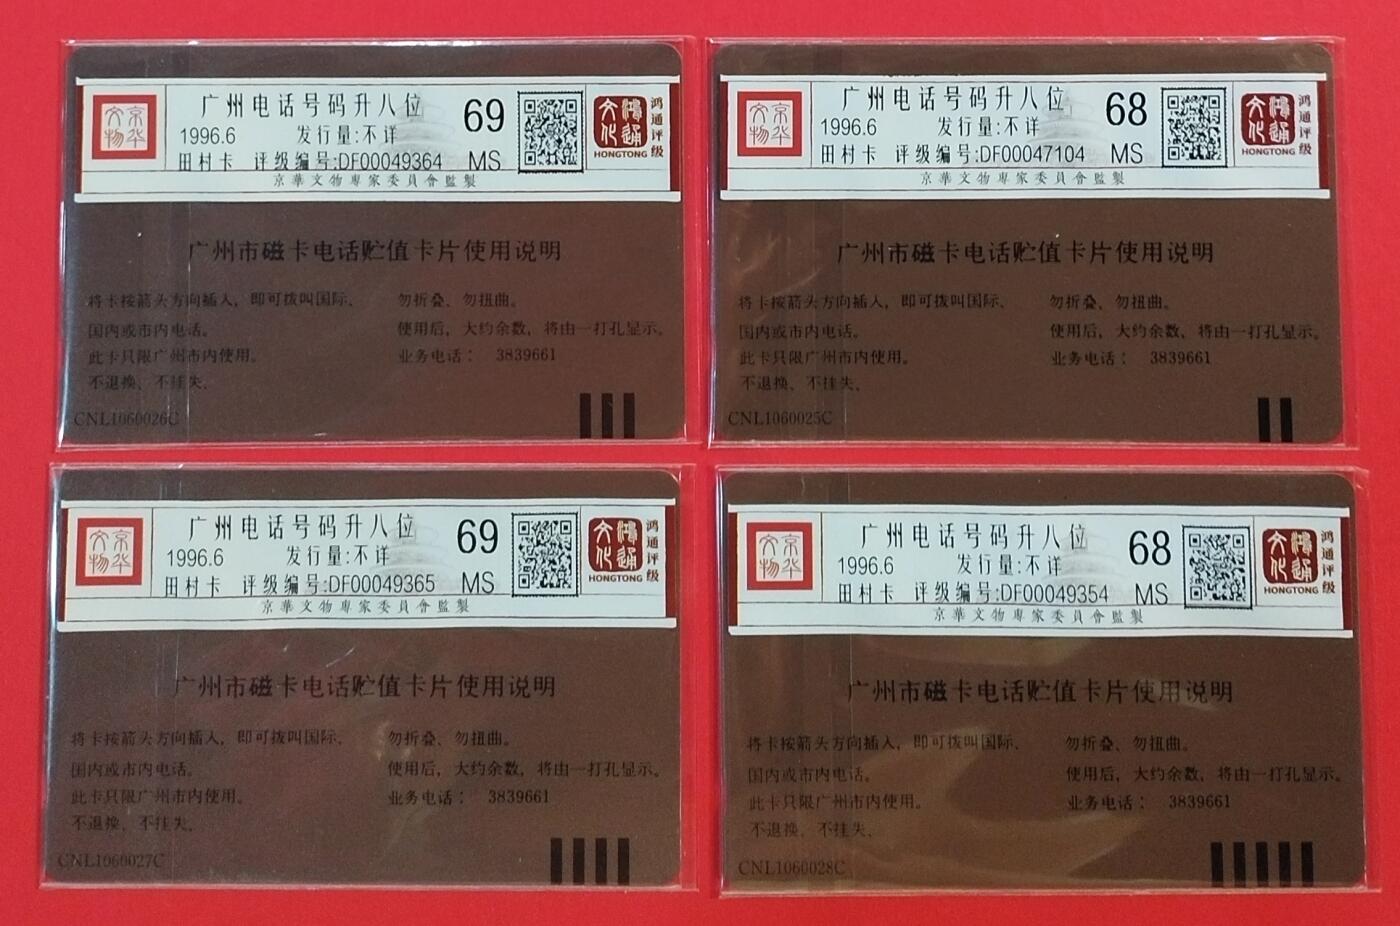 京华文物
广州电话号码升八位
1996.6
发行量:不详
69
田村卡
评级编号:DF00049364
MS
京華文物專家委員會監製
鸿通文化
HONGTONG
鸿通评级
广州市磁卡电话贮值卡片使用说明
将卡按箭头方向插入，即可拨叫国际、
国内或市内电话。
此卡只限广州市内使用。
不退换、不挂失、
勿折叠、勿扭曲。
使用后，大约余数，将由一打孔显示。
业务电话： 3839661
CNL1060026C
京华文物
广州电话号码升八位
1996.6
发行量:不详
68
田村卡
评级编号:DF00047104
MS
京華文物專家委員會監製
鸿通文化
HONGTONG
鸿通评级
广州市磁卡电话贮值卡片使用说明
将卡按箭头方向插入，即可拨叫国际、
国内或市内电话。
此卡只限广州市内使用。
不退换、不挂失、
勿折叠、勿扭曲。
使用后，大约余数，将由一打孔显示。
业务电话： 3839661
CNL1060025C
京华文物
广州电话号码升八位
1996.6
发行量:不详
69
田村卡
评级编号:DF00049365
MS
京華文物專家委員會監製
鸿通文化
HONGTONG
鸿通评级
广州市磁卡电话贮值卡片使用说明
将卡按箭头方向插入，即可拨叫国际、
国内或市内电话。
此卡只限广州市内使用。
不退换、不挂失、
勿折叠、勿扭曲。
使用后，大约余数，将由一打孔显示。
业务电话： 3839661
CNL1060027C
京华文物
广州电话号码升八位
1996.6
发行量:不详
68
田村卡
评级编号:DF00049354
MS
京華文物專家委員會監製
鸿通文化
HONGTONG
鸿通评级
广州市磁卡电话贮值卡片使用说明
将卡按箭头方向插入，即可拨叫国际、
国内或市内电话。
此卡只限广州市内使用。
不退换、不挂失、
勿折叠、勿扭曲。
使用后，大约余数，将由一打孔显示。
业务电话： 3839661
CNL1060028C